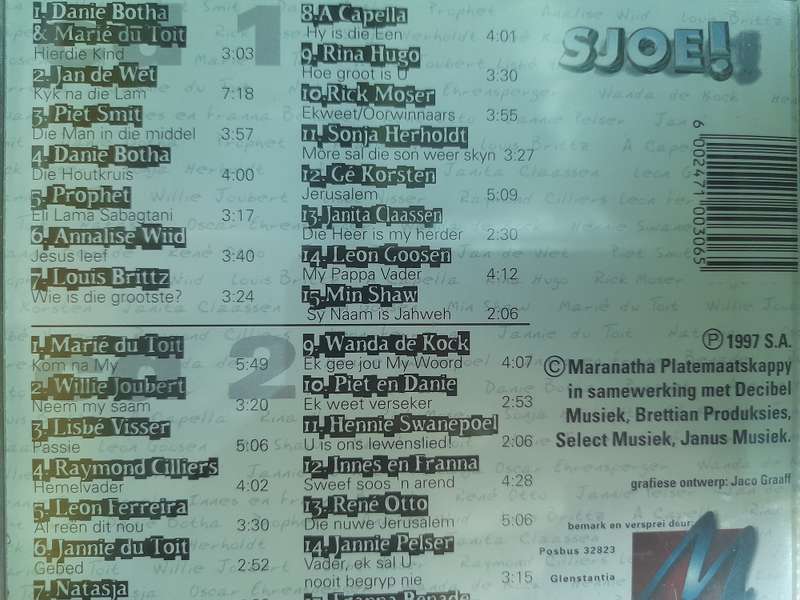 1. Danie Botha
& Marié du Toit
Hierdie Kind 3:03
2. Jan de Wet
Kyk na die Lam 7:18
3. Piet Smit
Die Man in die middel 3:57
4. Danie Botha
Die Houtkruis 4:00
5. Prophet
Eli Lama Sabagtani 3:17
6. Annalise Wiid
Jesus leef 3:40
7. Louis Brittz
Wie is die grootste? 3:24
8. A Capella
Hy is die Een 4:01
9. Rina Hugo
Hoe groot is U 3:30
10. Rick Moser
Ekweet/Oorwinnaars 3:55
11. Sonja Herholdt
Môre sal die son weer skyn 3:27
12. Gé Korsten
Jerusalem 5:09
13. Janita Claassen
Die Heer is my herder 2:30
14. Leon Goosen
My Pappa Vader 4:12
15. Min Shaw
Sy Naam is Jahweh 2:06
SJOE!
6 002471 003065
1. Marié du Toit
Kom na My 5:49
2. Willie Joubert
Neem my saam 3:20
3. Lisbé Visser
Passie 5:06
4. Raymond Cilliers
Hemelvader 4:02
5. Leon Ferreira
Al reën dit nou 3:30
6. Jannie du Toit
Gebed 2:52
7. Natasja
9. Wanda de Kock
Ek gee jou My Woord 4:07
10. Piet en Danie
Ek weet verseker 2:53
11. Hennie Swanepoel
U is ons lewenslied! 2:06
12. Innes en Franna
Sweef soos 'n arend 4:28
13. René Otto
Die nuwe Jerusalem 5:06
14. Jannie Pelser
Vader, ek sal U
nooit begryp nie 3:15
Ⓟ 1997 S.A.
© Maranatha Platemaatskappy
in samewerking met Decibel
Musiek, Brettian Produksies,
Select Musiek, Janus Musiek.
grafiese ontwerp: Jaco Graaff
bemark en versprei deur:
Posbus 32823
Glenstantia